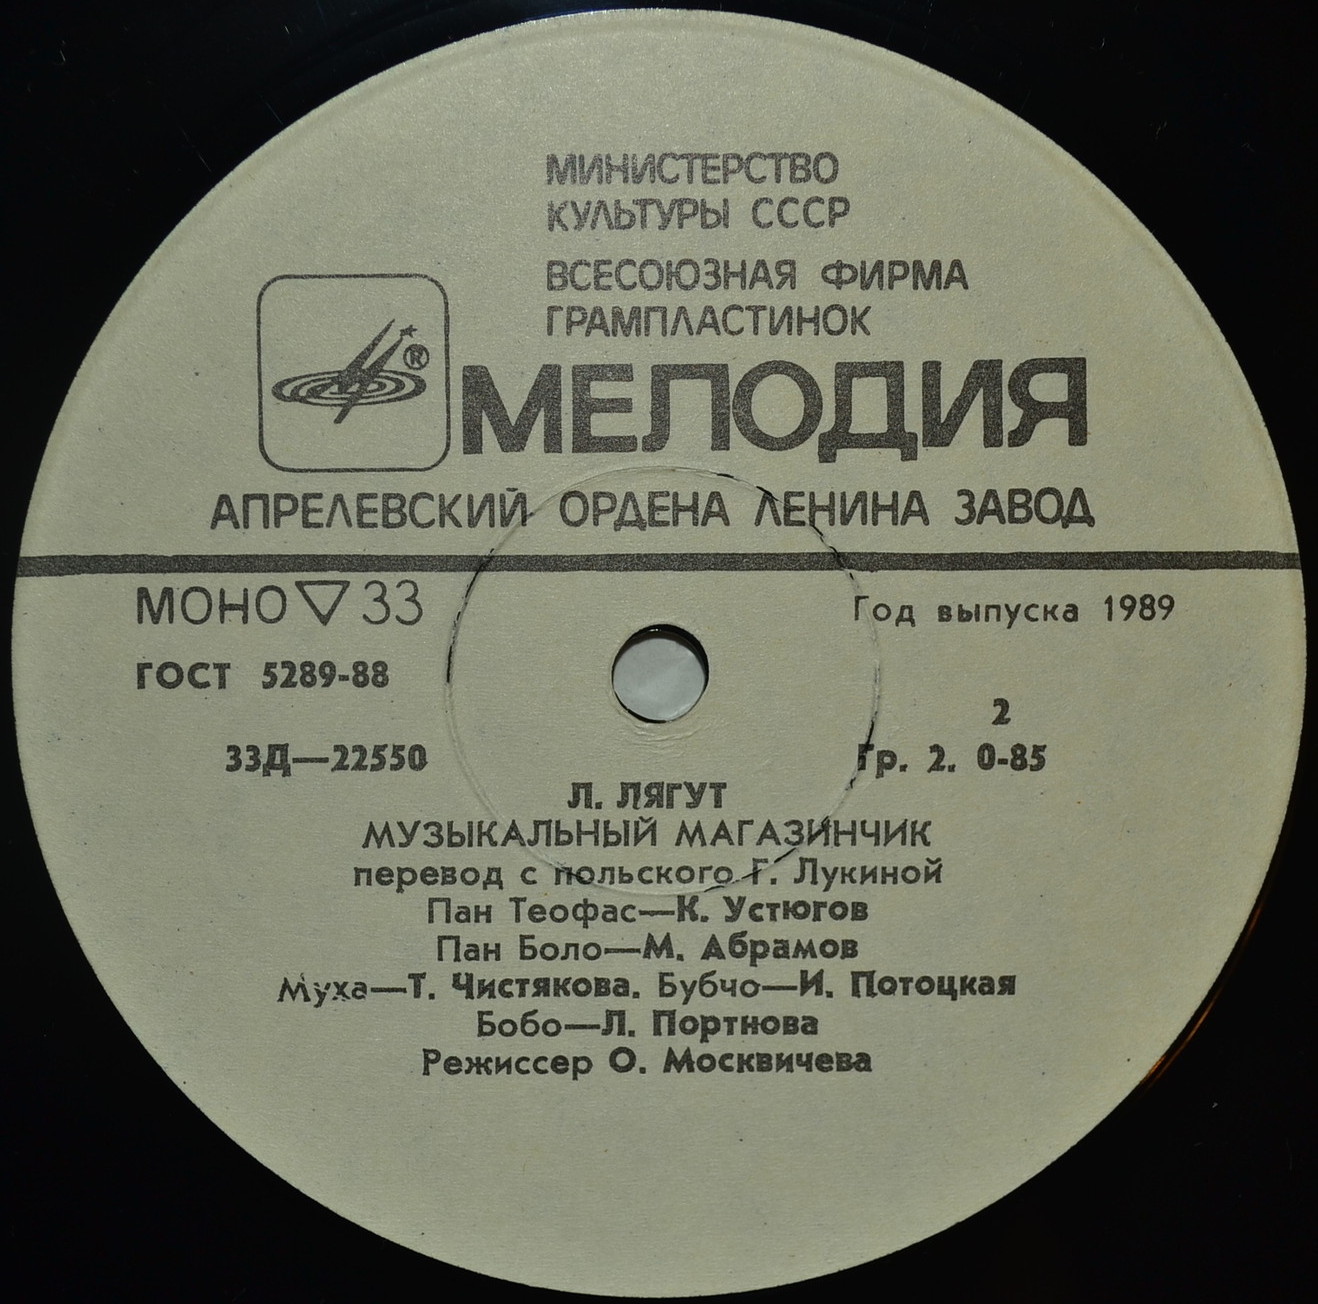 МИНИСТЕРСТВО
КУЛЬТУРЫ СССР
ВСЕСОЮЗНАЯ ФИРМА
ГРАМПЛАСТИНОК
®
МЕЛОДИЯ
АПРЕЛЕВСКИЙ ОРДЕНА ЛЕНИНА ЗАВОД
МОНО ▽ 33
Год выпуска 1989
ГОСТ 5289-88
2
33Д—22550
Гр. 2. 0-85
Л. ЛЯГУТ
МУЗЫКАЛЬНЫЙ МАГАЗИНЧИК
перевод с польского Г. Лукиной
Пан Теофас—К. Устюгов
Пан Боло—М. Абрамов
Муха—Т. Чистякова. Бубчо—И. Потоцкая
Бобо—Л. Портнова
Режиссер О. Москвичева